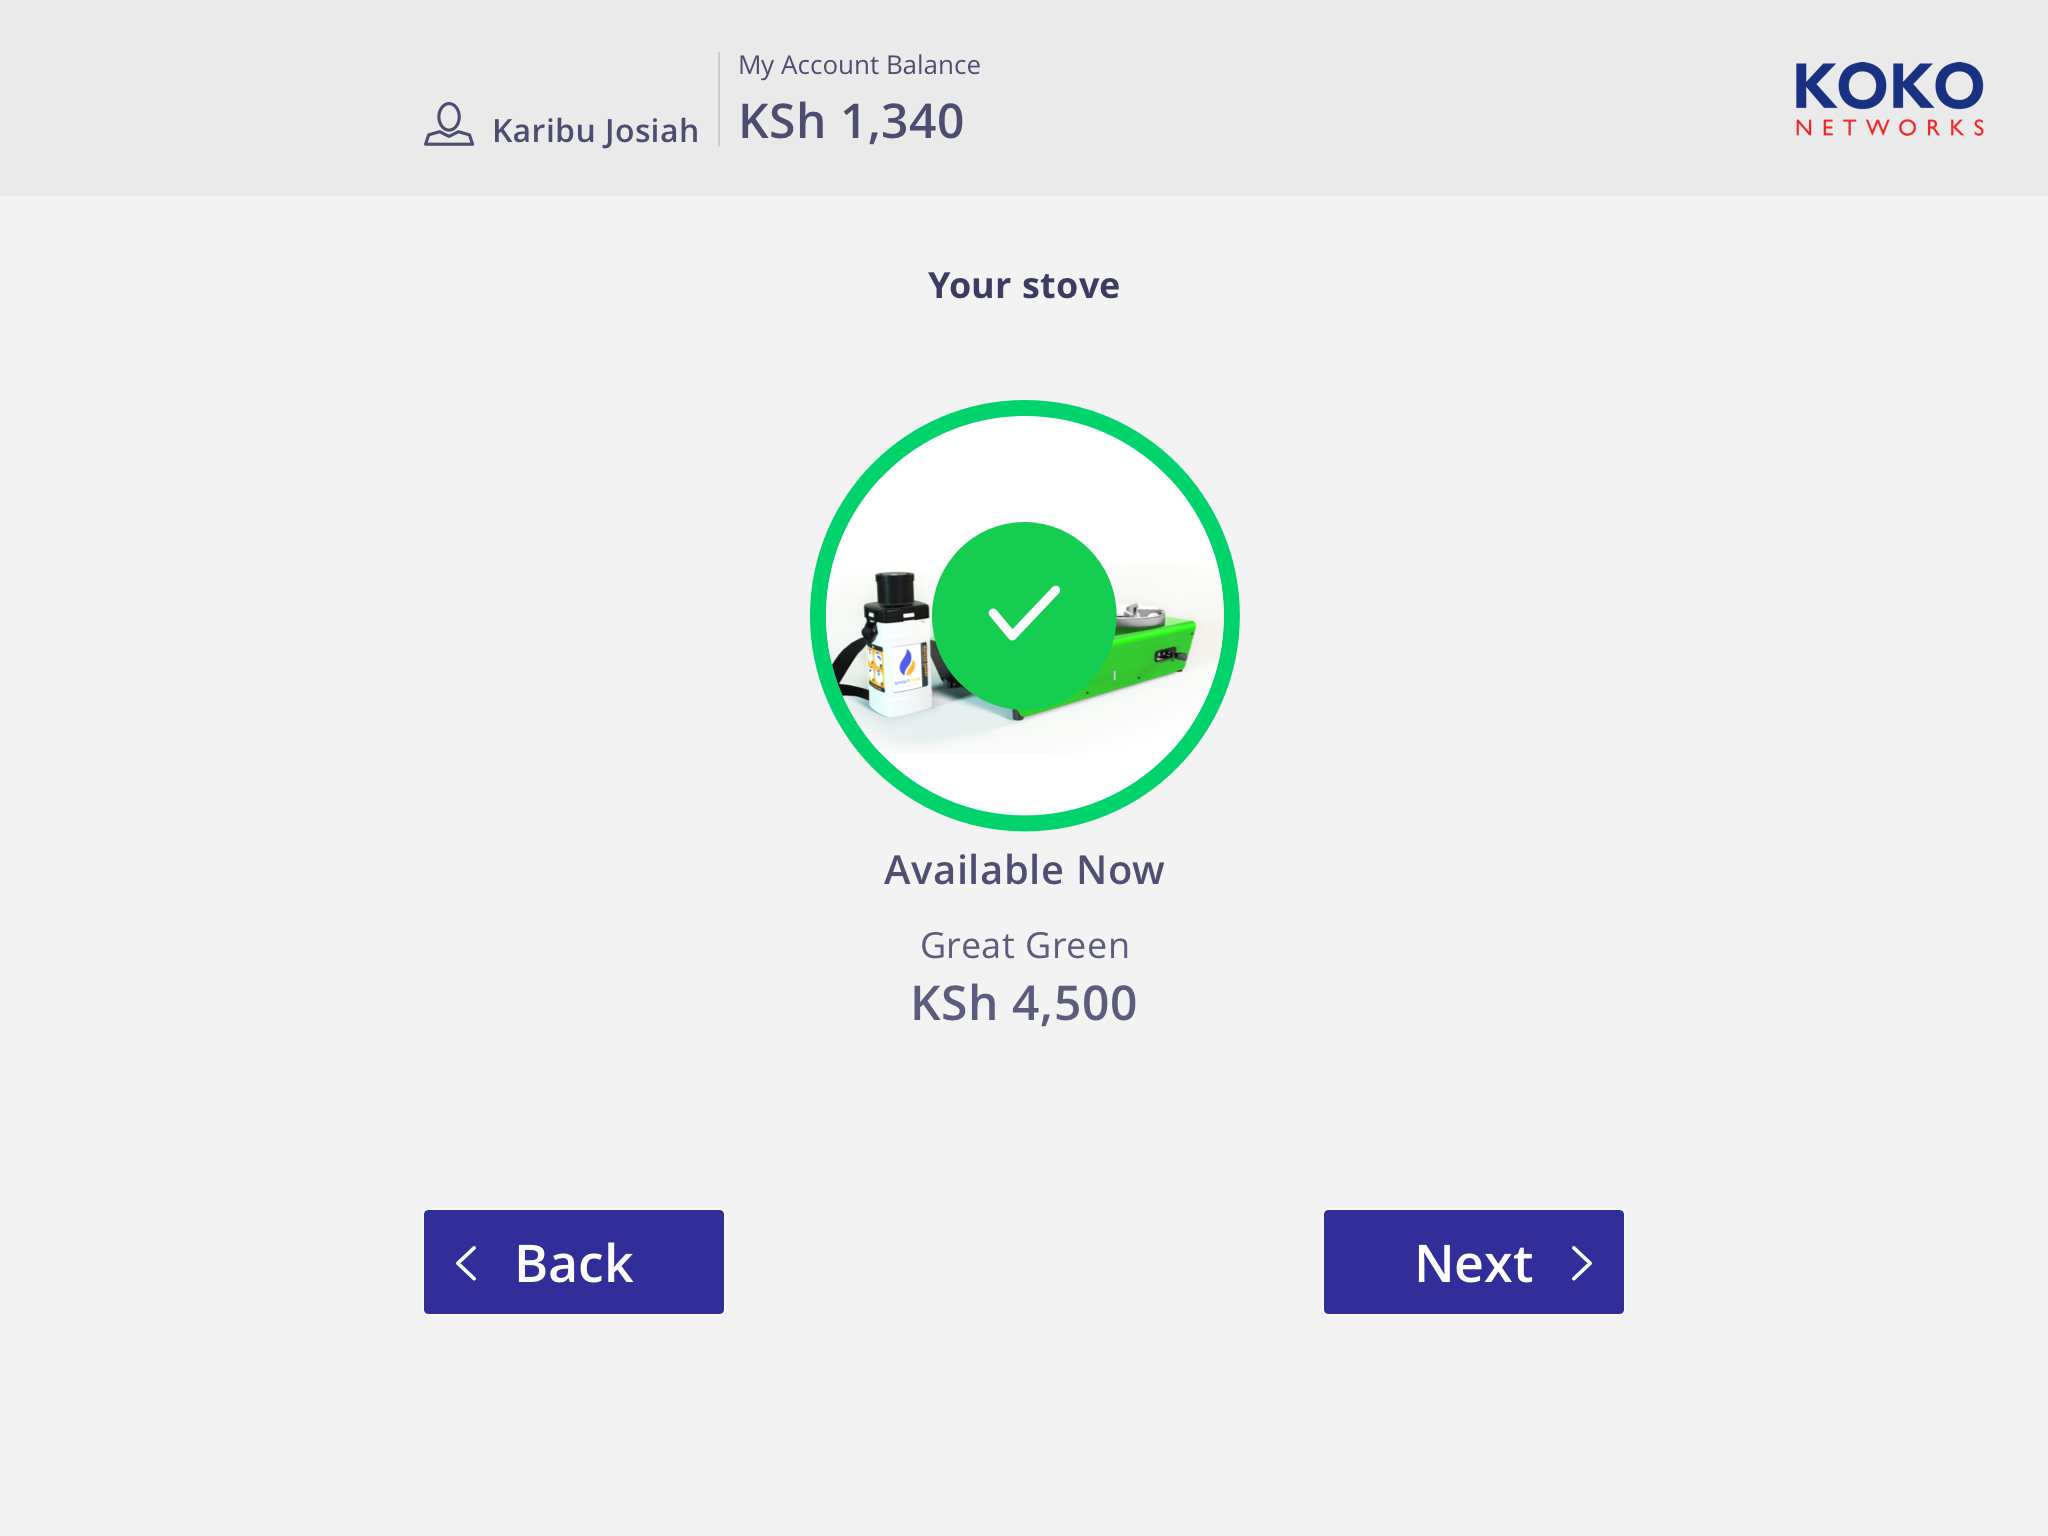 My Account Balance
Karibu Josiah
KSh 1,340
KOKO
NETWORKS
Your stove
Available Now
Great Green
KSh 4,500
Back
Next